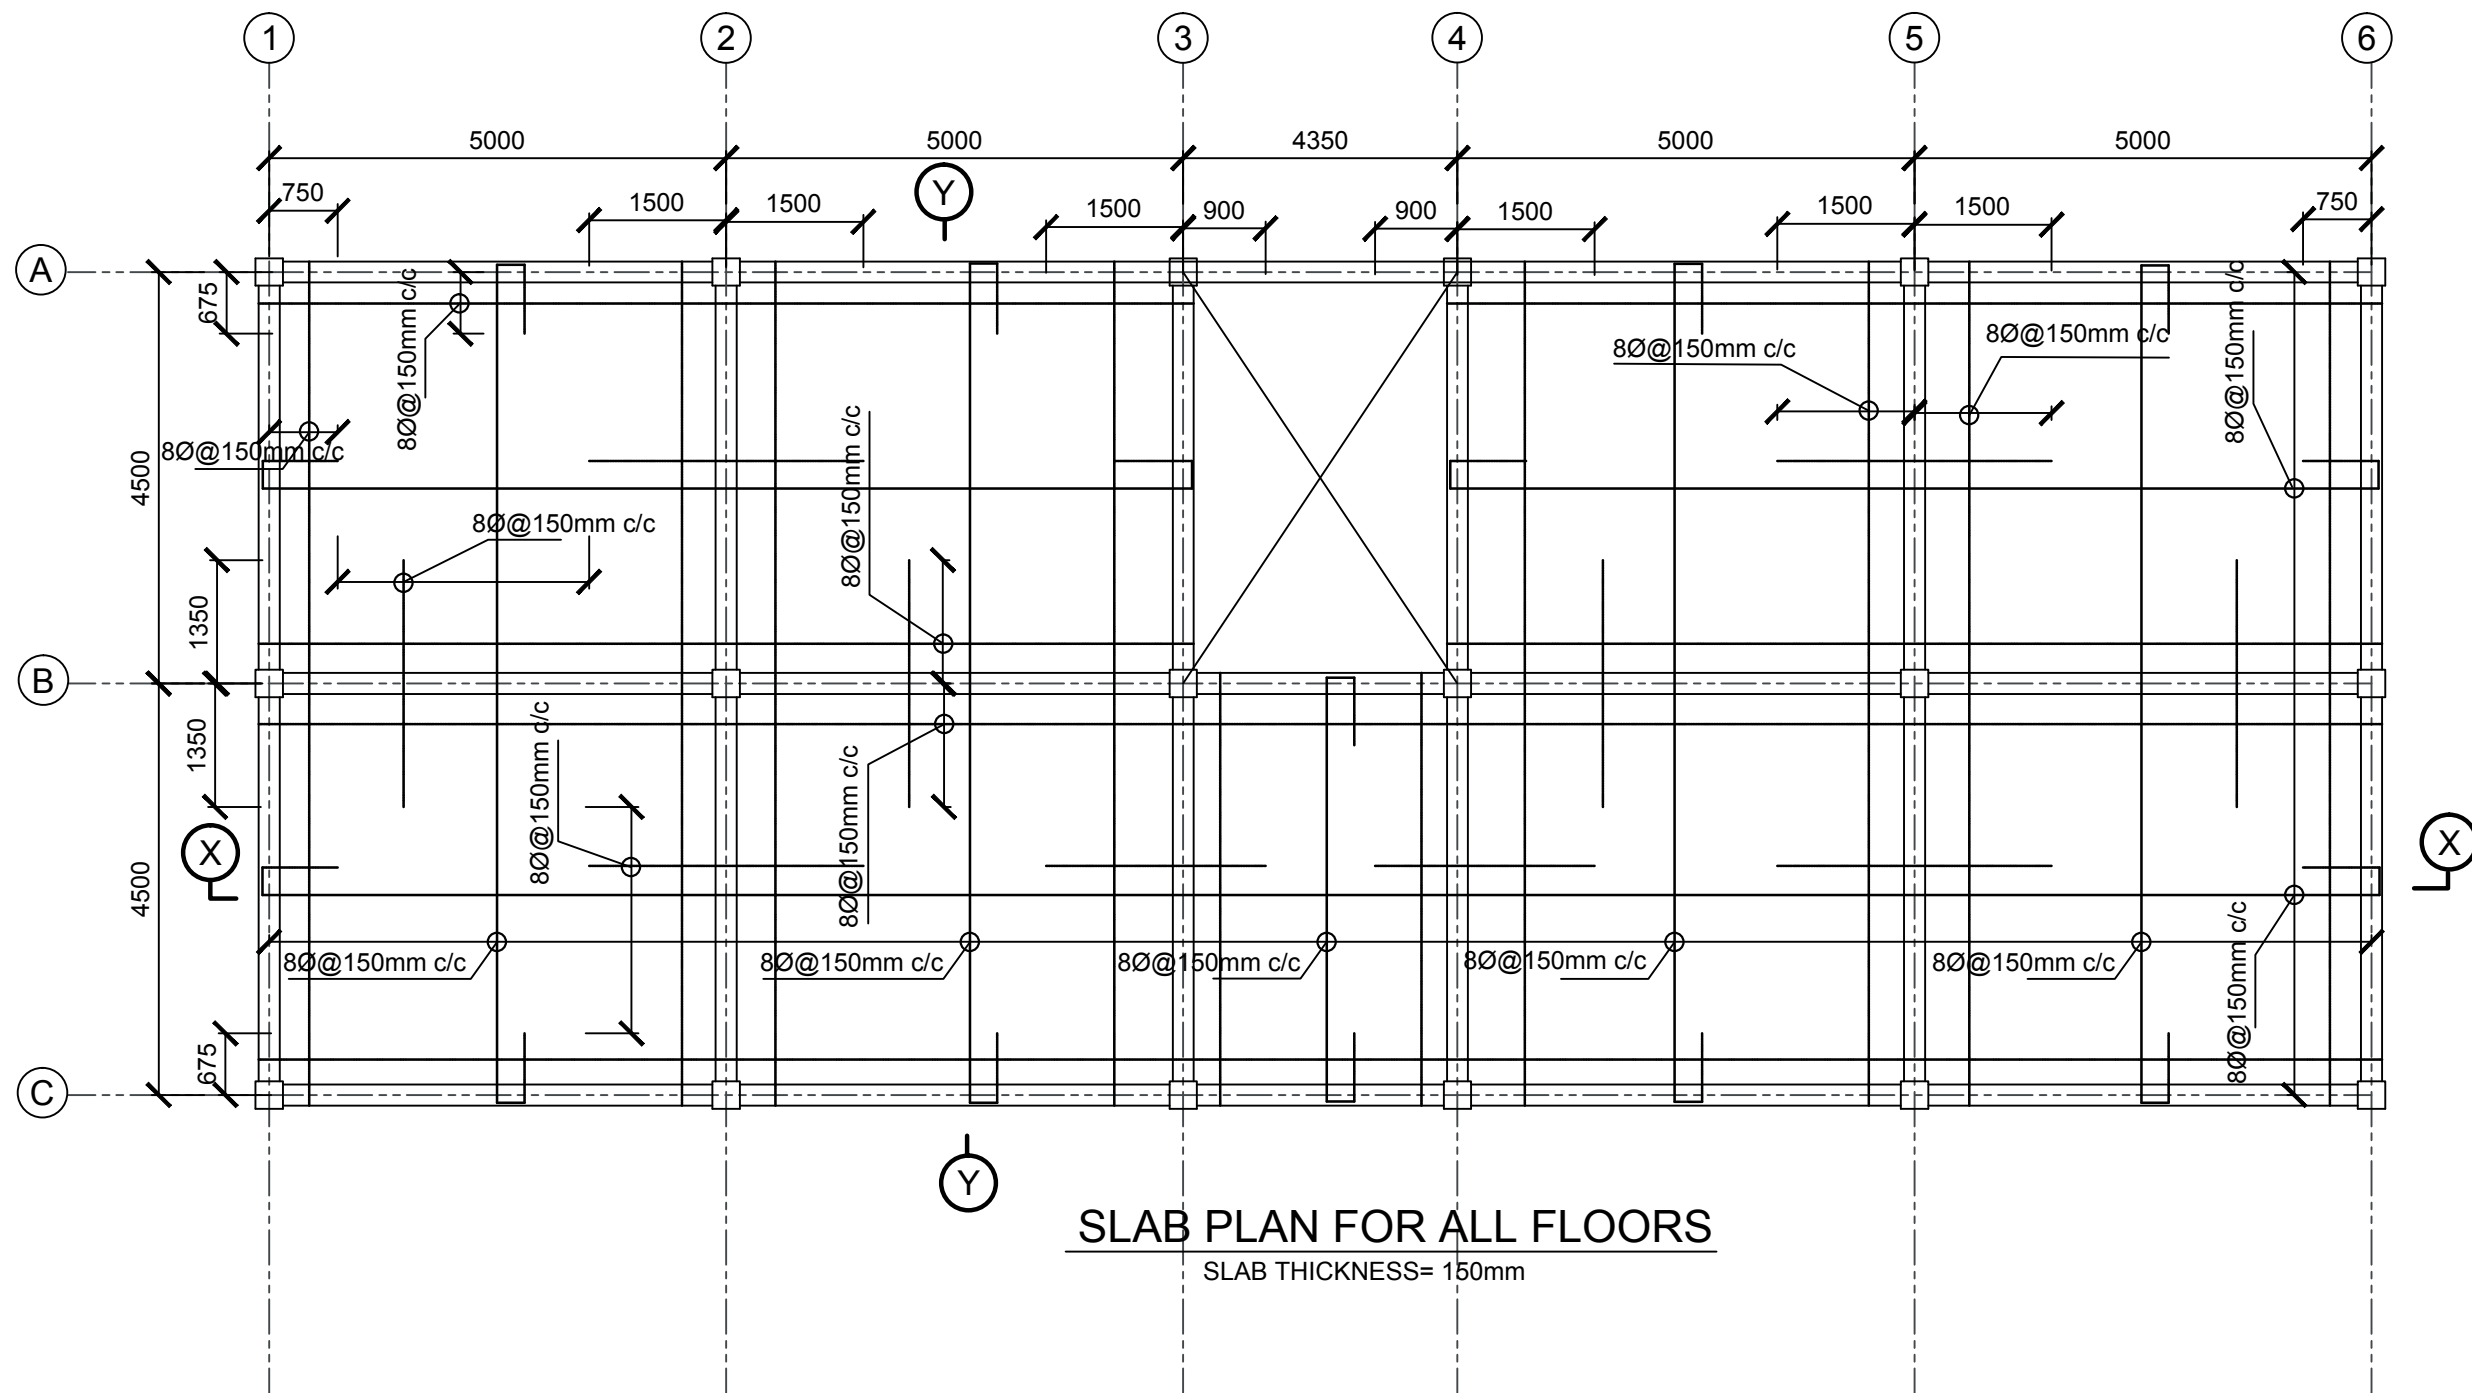 1 2 3 4 5 6
5000 5000 4350 5000 5000
750 1500 1500 1500 900 900 1500 1500 1500 750
Y
A
675
8Ø@150mm c/c
8Ø@150mm c/c
8Ø@150mm c/c
8Ø@150mm c/c
8Ø@150mm c/c
4500
8Ø@150mm c/c
8Ø@150mm c/c
1350
B
1350
8Ø@150mm c/c
8Ø@150mm c/c
X X
4500
8Ø@150mm c/c 8Ø@150mm c/c 8Ø@150mm c/c 8Ø@150mm c/c 8Ø@150mm c/c
8Ø@150mm c/c
675
C
Y
SLAB PLAN FOR ALL FLOORS
SLAB THICKNESS= 150mm